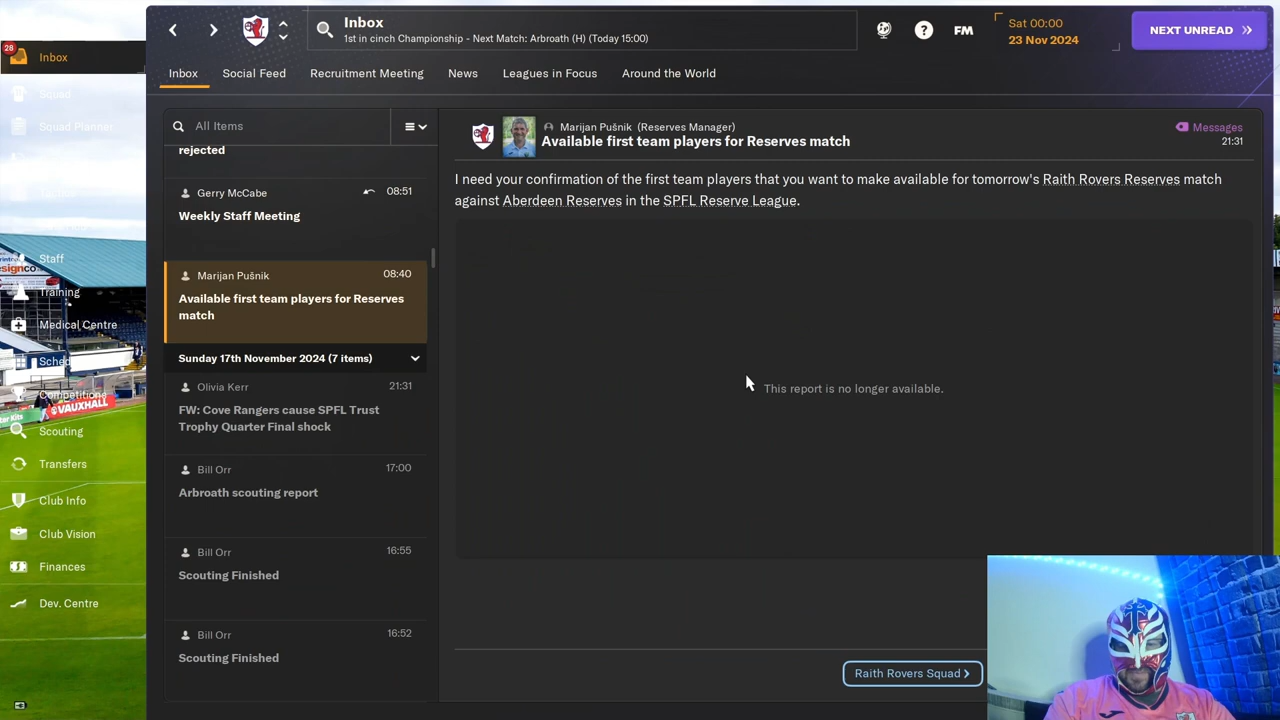 Inbox
1st in cinch Championship - Next Match: Arbroath (H) (Today 15:00)
?
FM
Sat 00:00
23 Nov 2024
NEXT UNREAD
28
Inbox
Squad
Squad Planner
Staff
Training
Medical Centre
Sched
Competitions
Scouting
Transfers
Club Info
Club Vision
Finances
Dev. Centre
VAUXHALL
Inbox
Social Feed
Recruitment Meeting
News
Leagues in Focus
Around the World
All Items
rejected
Gerry McCabe
08:51
Weekly Staff Meeting
Marijan Pušnik
08:40
Available first team players for Reserves
match
Sunday 17th November 2024 (7 items)
Olivia Kerr
21:31
FW: Cove Rangers cause SPFL Trust
Trophy Quarter Final shock
Bill Orr
17:00
Arbroath scouting report
Bill Orr
16:55
Scouting Finished
Bill Orr
16:52
Scouting Finished
Marijan Pušnik (Reserves Manager)
Available first team players for Reserves match
Messages
21:31
I need your confirmation of the first team players that you want to make available for tomorrow's Raith Rovers Reserves match
against Aberdeen Reserves in the SPFL Reserve League.
This report is no longer available.
Raith Rovers Squad